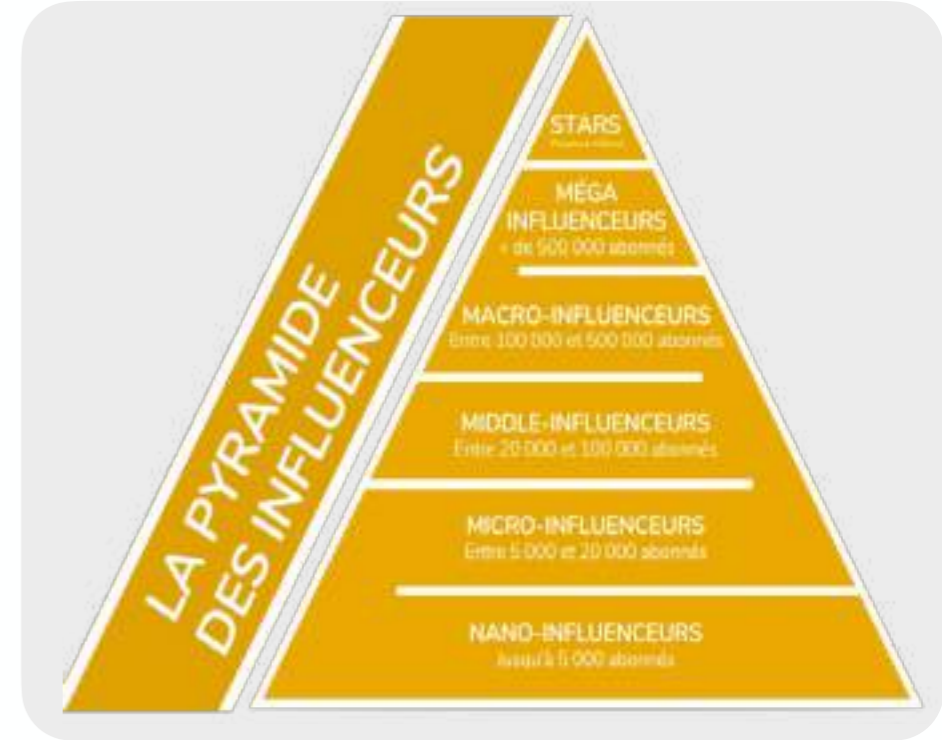 LA PYRAMIDE
DES INFLUENCEURS
STARS
MÉGA
INFLUENCEURS
+ de 500 000 abonnés
MACRO-INFLUENCEURS
Entre 100 000 et 500 000 abonnés
MIDDLE-INFLUENCEURS
Entre 20 000 et 100 000 abonnés
MICRO-INFLUENCEURS
Entre 5 000 et 20 000 abonnés
NANO-INFLUENCEURS
Jusqu'à 5 000 abonnés